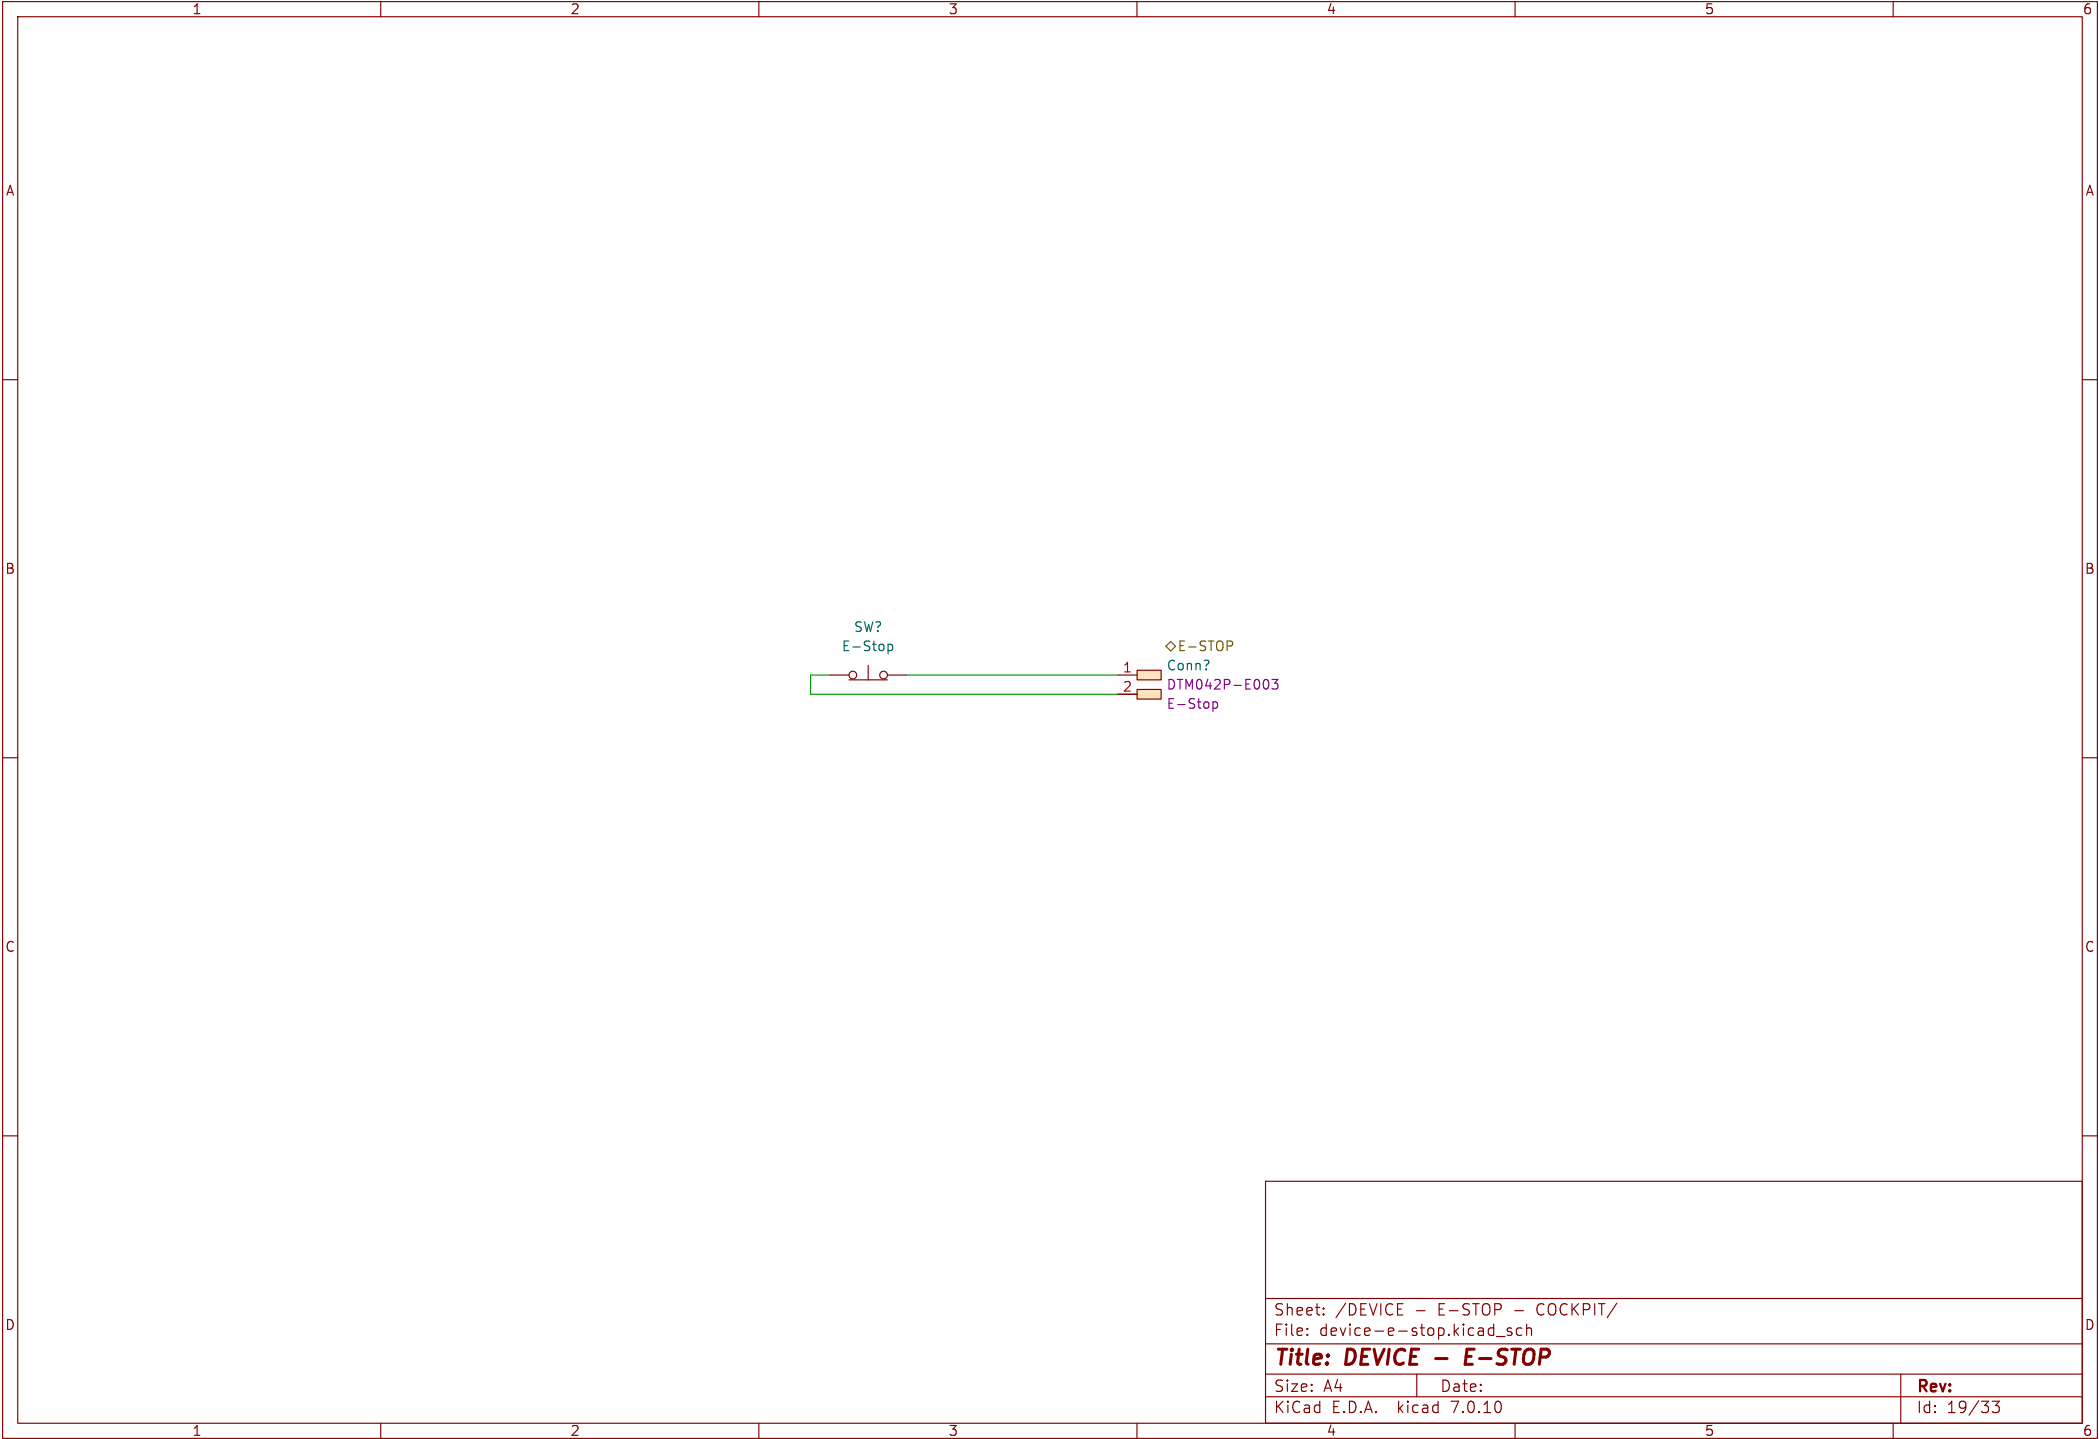 1 2 3 4 5 6
A A
B B
SW?
E-Stop
E-STOP
Conn?
1
DTM042P-E003
2
E-Stop
C C
Sheet: /DEVICE - E-STOP - COCKPIT/
File: device-e-stop.kicad_sch
D D
Title: DEVICE - E-STOP
Size: A4 Date: Rev:
KiCad E.D.A. kicad 7.0.10 Id: 19/33
1 2 3 4 5 6